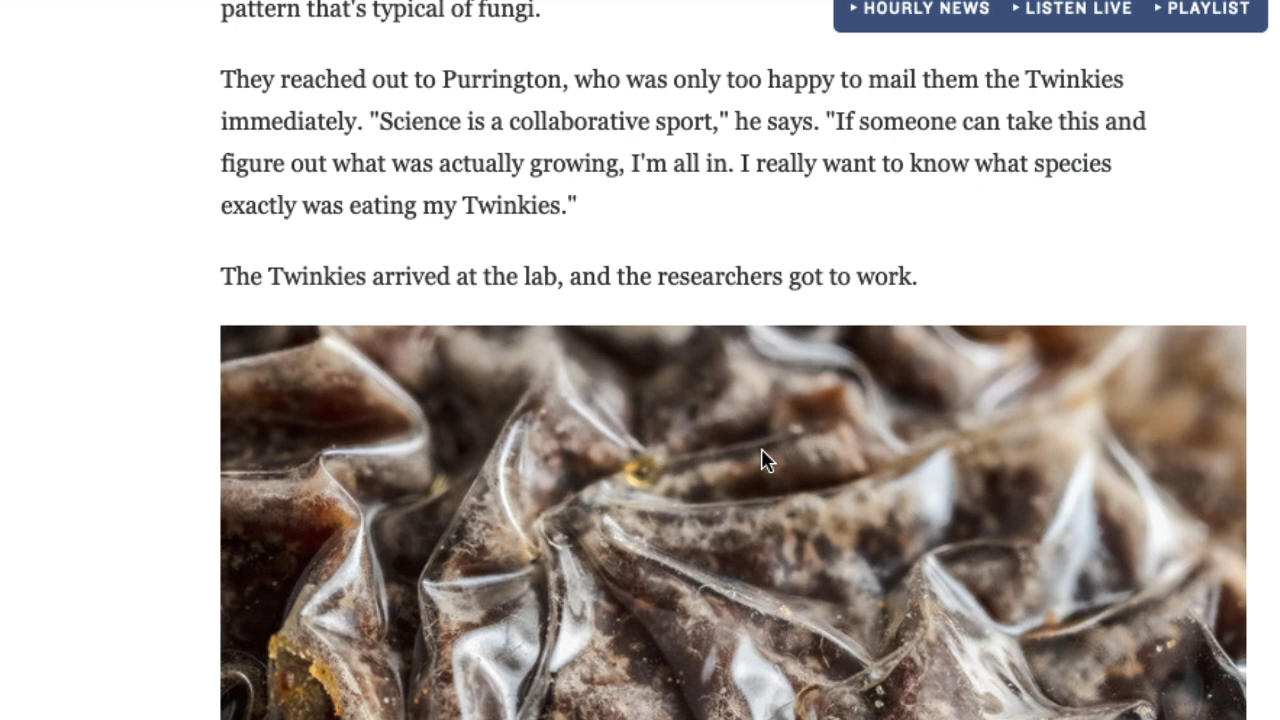 pattern that's typical of fungi.
▸ HOURLY NEWS ▸ LISTEN LIVE ▸ PLAYLIST
They reached out to Purrington, who was only too happy to mail them the Twinkies
immediately. "Science is a collaborative sport," he says. "If someone can take this and
figure out what was actually growing, I'm all in. I really want to know what species
exactly was eating my Twinkies."
The Twinkies arrived at the lab, and the researchers got to work.